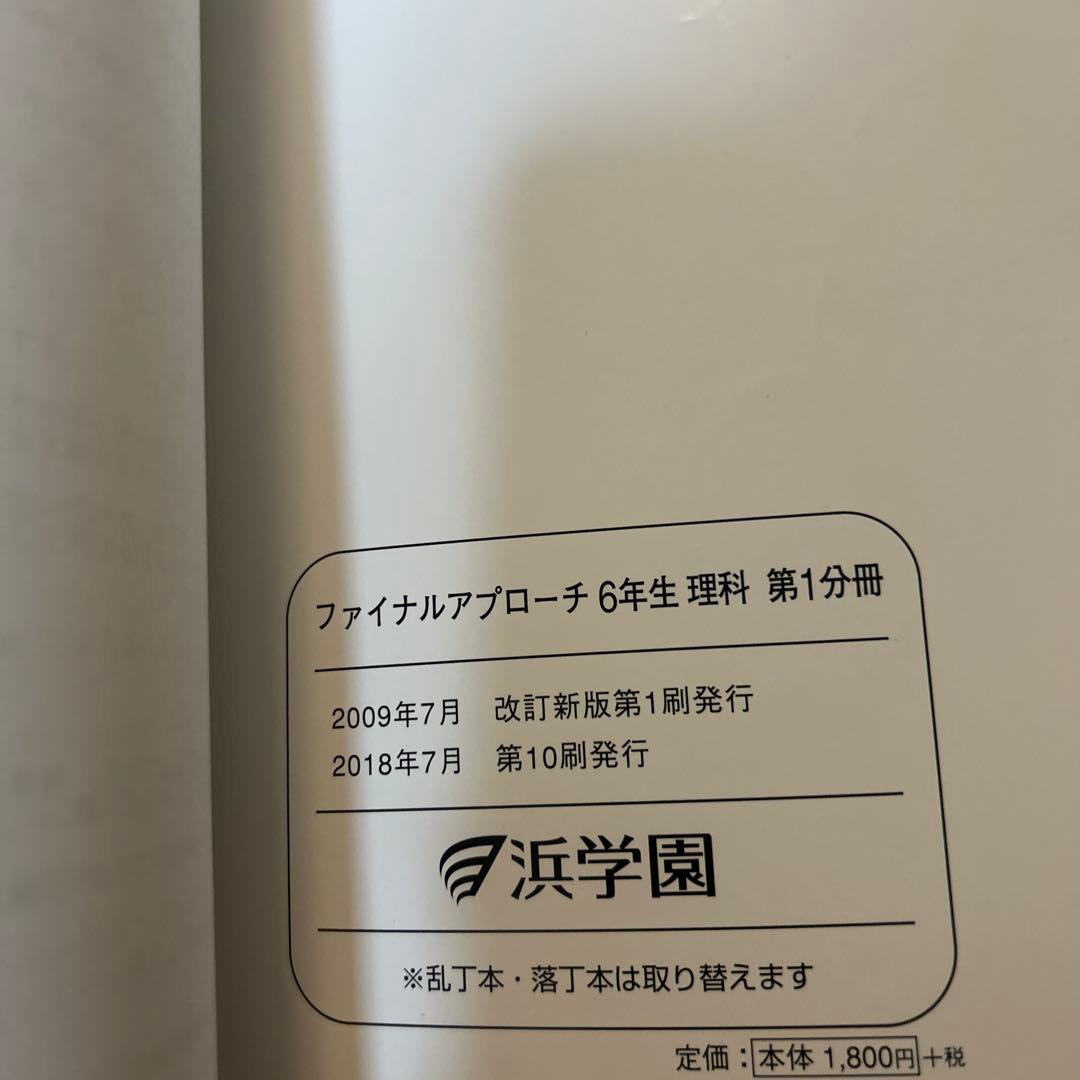 ファイナルアプローチ 6年生 理科 第1分冊
2009年7月 改訂新版第1刷発行
2018年7月 第10刷発行
浜学園
※乱丁本・落丁本は取り替えます
定価：本体 1,800円+税